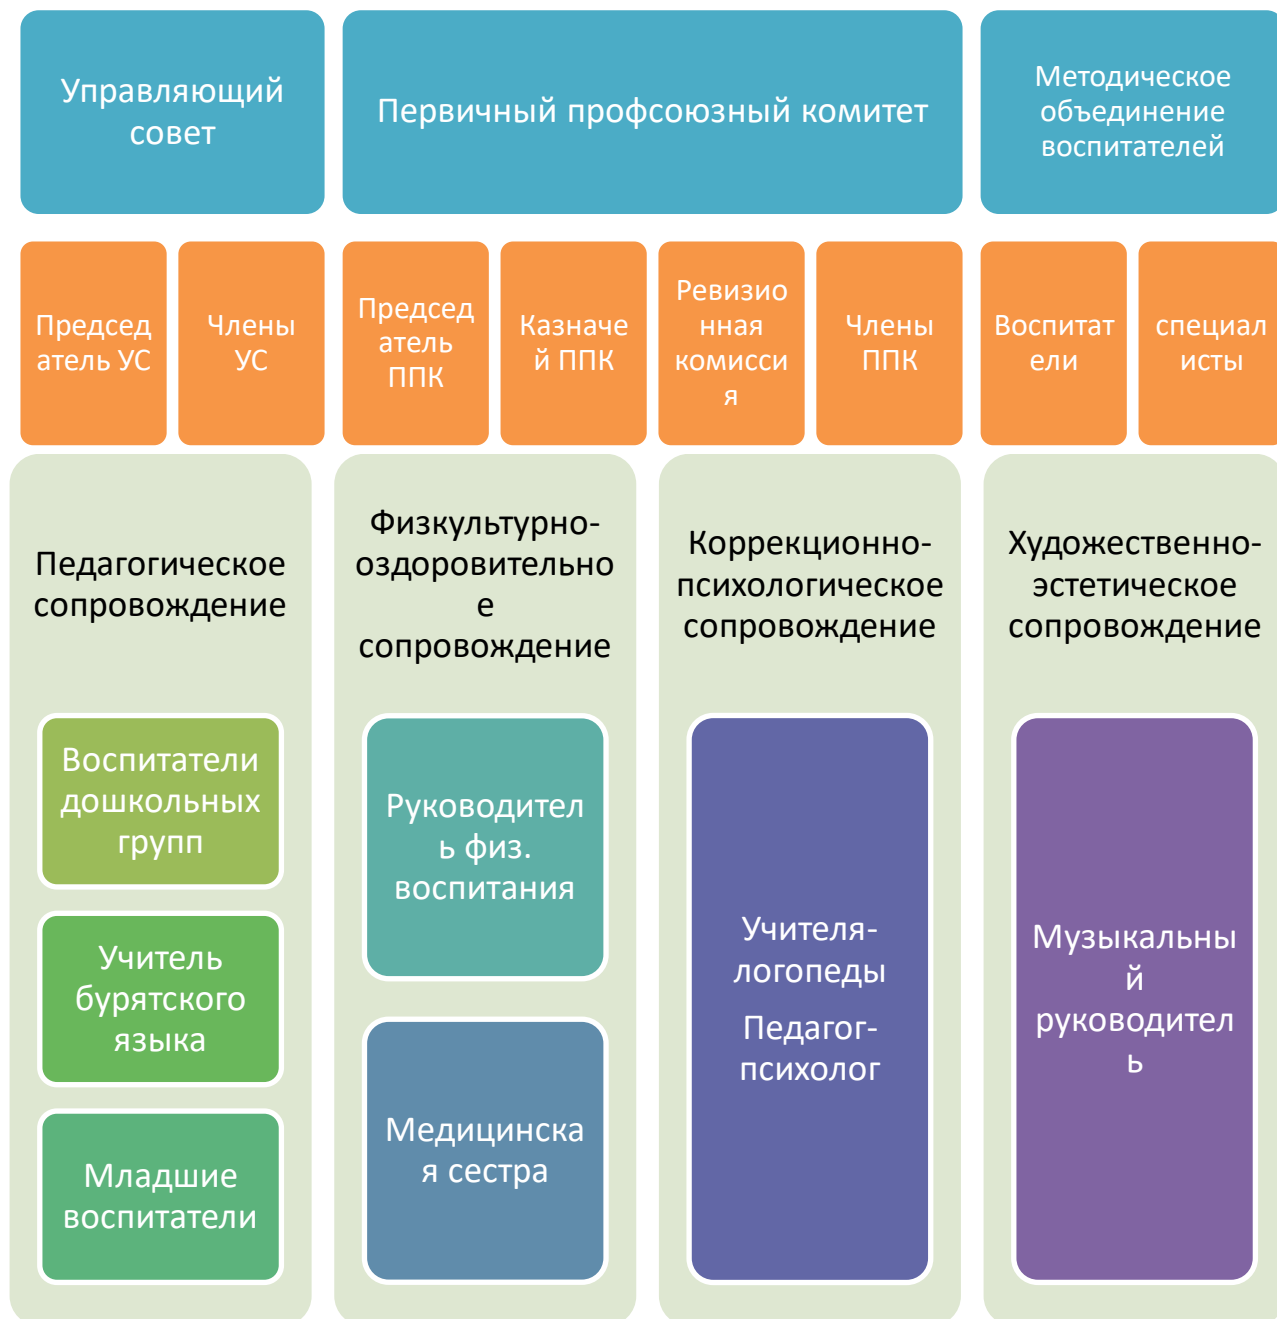 Управляющий
совет
Первичный профсоюзный комитет
Методическое
объединение
воспитателей
Председ
атель УС
Члены
УС
Председ
атель
ППК
Казначе
й ППК
Ревизио
нная
комисси
я
Члены
ППК
Воспитат
ели
специал
исты
Педагогическое
сопровождение
Воспитатели
дошкольных
групп
Учитель
бурятского
языка
Младшие
воспитатели
Физкультурно-
оздоровительно
е
сопровождение
Руководител
ь физ.
воспитания
Медицинска
я сестра
Коррекционно-
психологическое
сопровождение
Учителя-
логопеды
Педагог-
психолог
Художественно-
эстетическое
сопровождение
Музыкальны
й
руководител
ь